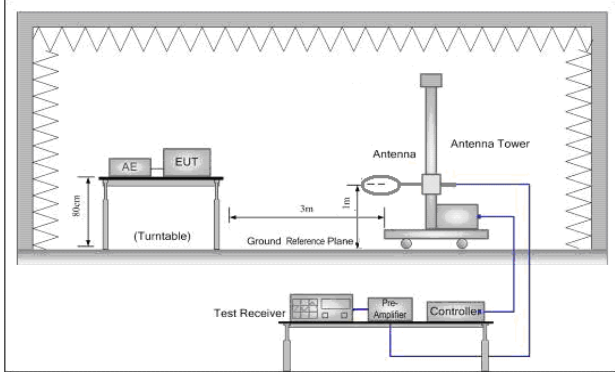 Antenna Tower
Antenna
EUT
AE
80cm
3m
1m
(Turntable)
Ground Reference Plane
Test Receiver
Pre-
Amplifier
Controller